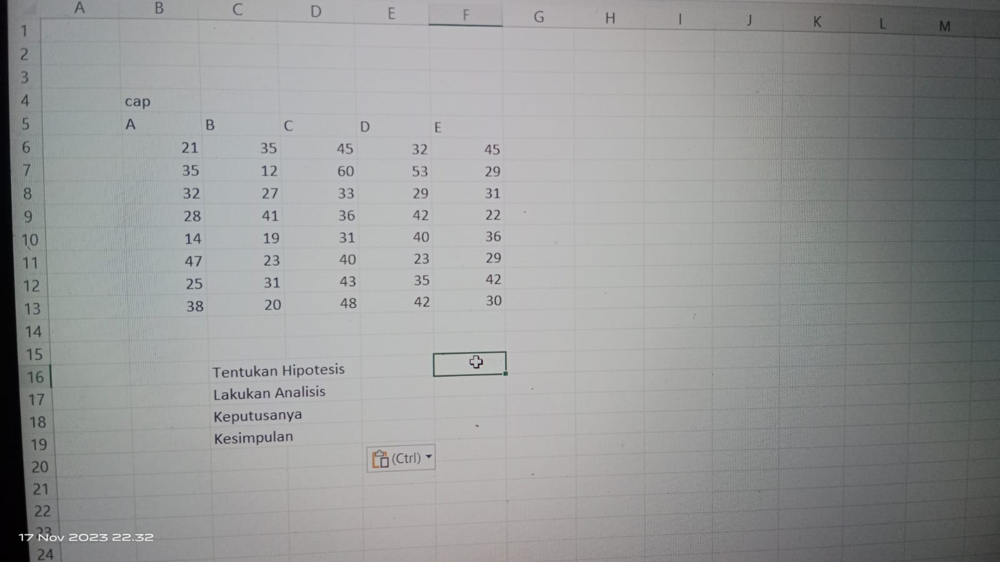 A B C D E F G H I J K L M
1
2
3
4 cap
5 A B C D E
6 21 35 45 32 45
7 35 12 60 53 29
8 32 27 33 29 31
9 28 41 36 42 22
10 14 19 31 40 36
11 47 23 40 23 29
12 25 31 43 35 42
13 38 20 48 42 30
14
15
16 Tentukan Hipotesis
17 Lakukan Analisis
18 Keputusanya
19 Kesimpulan
20 (Ctrl)
21
22
23
17 Nov 2023 22.32
24